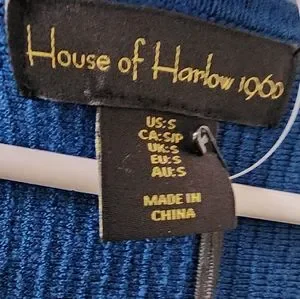 House of Harlow 1960
US:S
CA:S/P
UK:S
EU:S
AU:S
MADE IN
CHINA